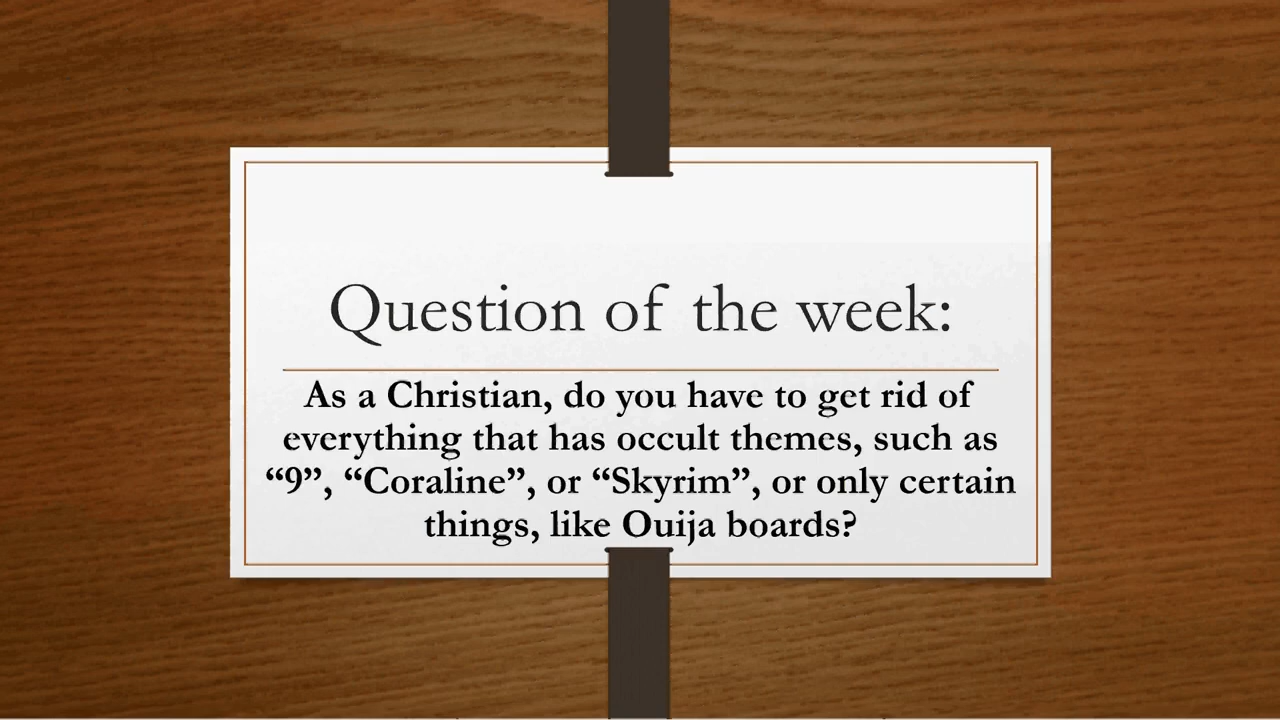 Question of the week:
As a Christian, do you have to get rid of
everything that has occult themes, such as
“9”, “Coraline”, or “Skyrim”, or only certain
things, like Ouija boards?